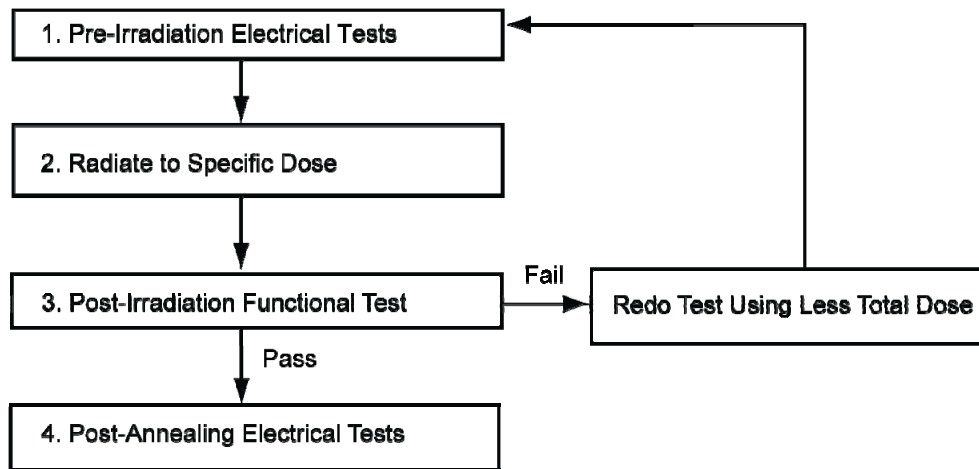 1. Pre-Irradiation Electrical Tests
2. Radiate to Specific Dose
3. Post-Irradiation Functional Test
Fail
Redo Test Using Less Total Dose
Pass
4. Post-Annealing Electrical Tests